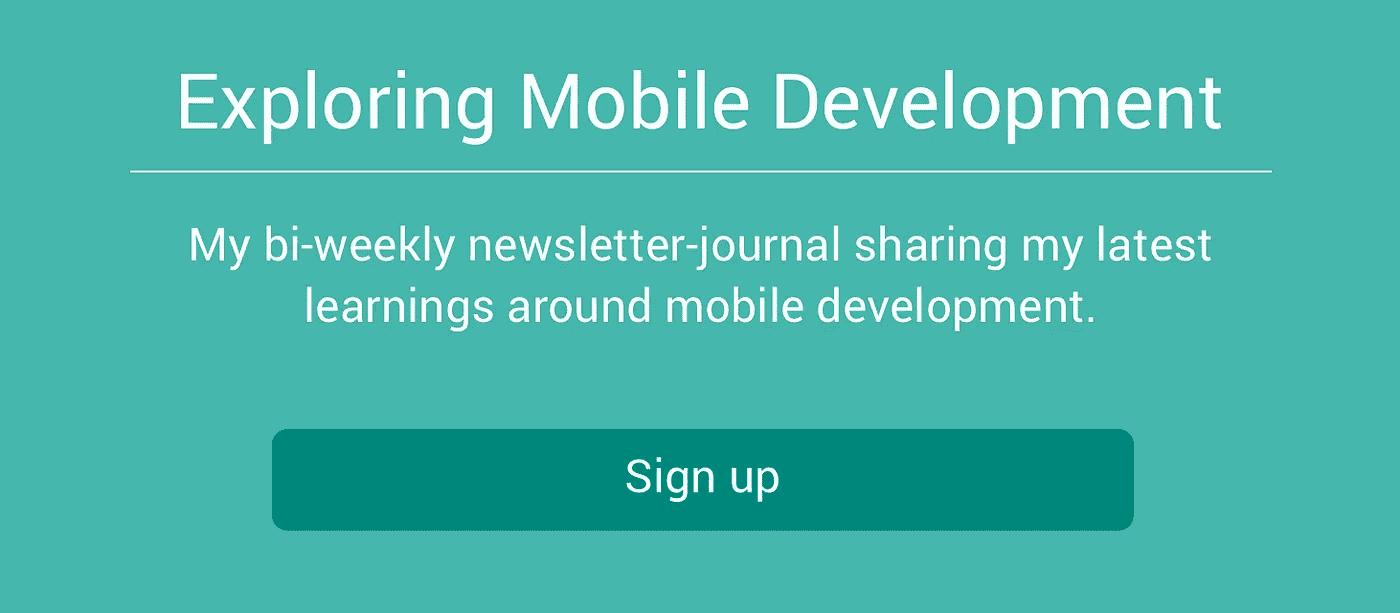 Exploring Mobile Development
My bi-weekly newsletter-journal sharing my latest
learnings around mobile development.
Sign up